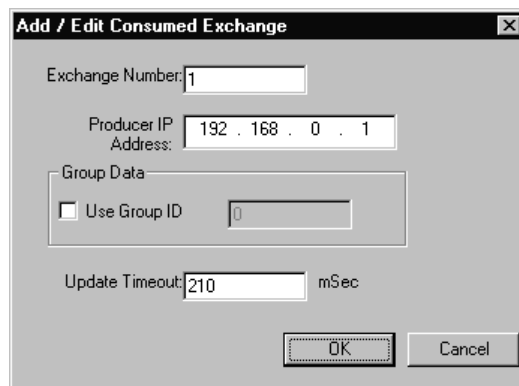 Add / Edit Consumed Exchange
Exchange Number: 1
Producer IP Address: 192 . 168 . 0 . 1
Group Data
Use Group ID 0
Update Timeout: 210 mSec
OK Cancel